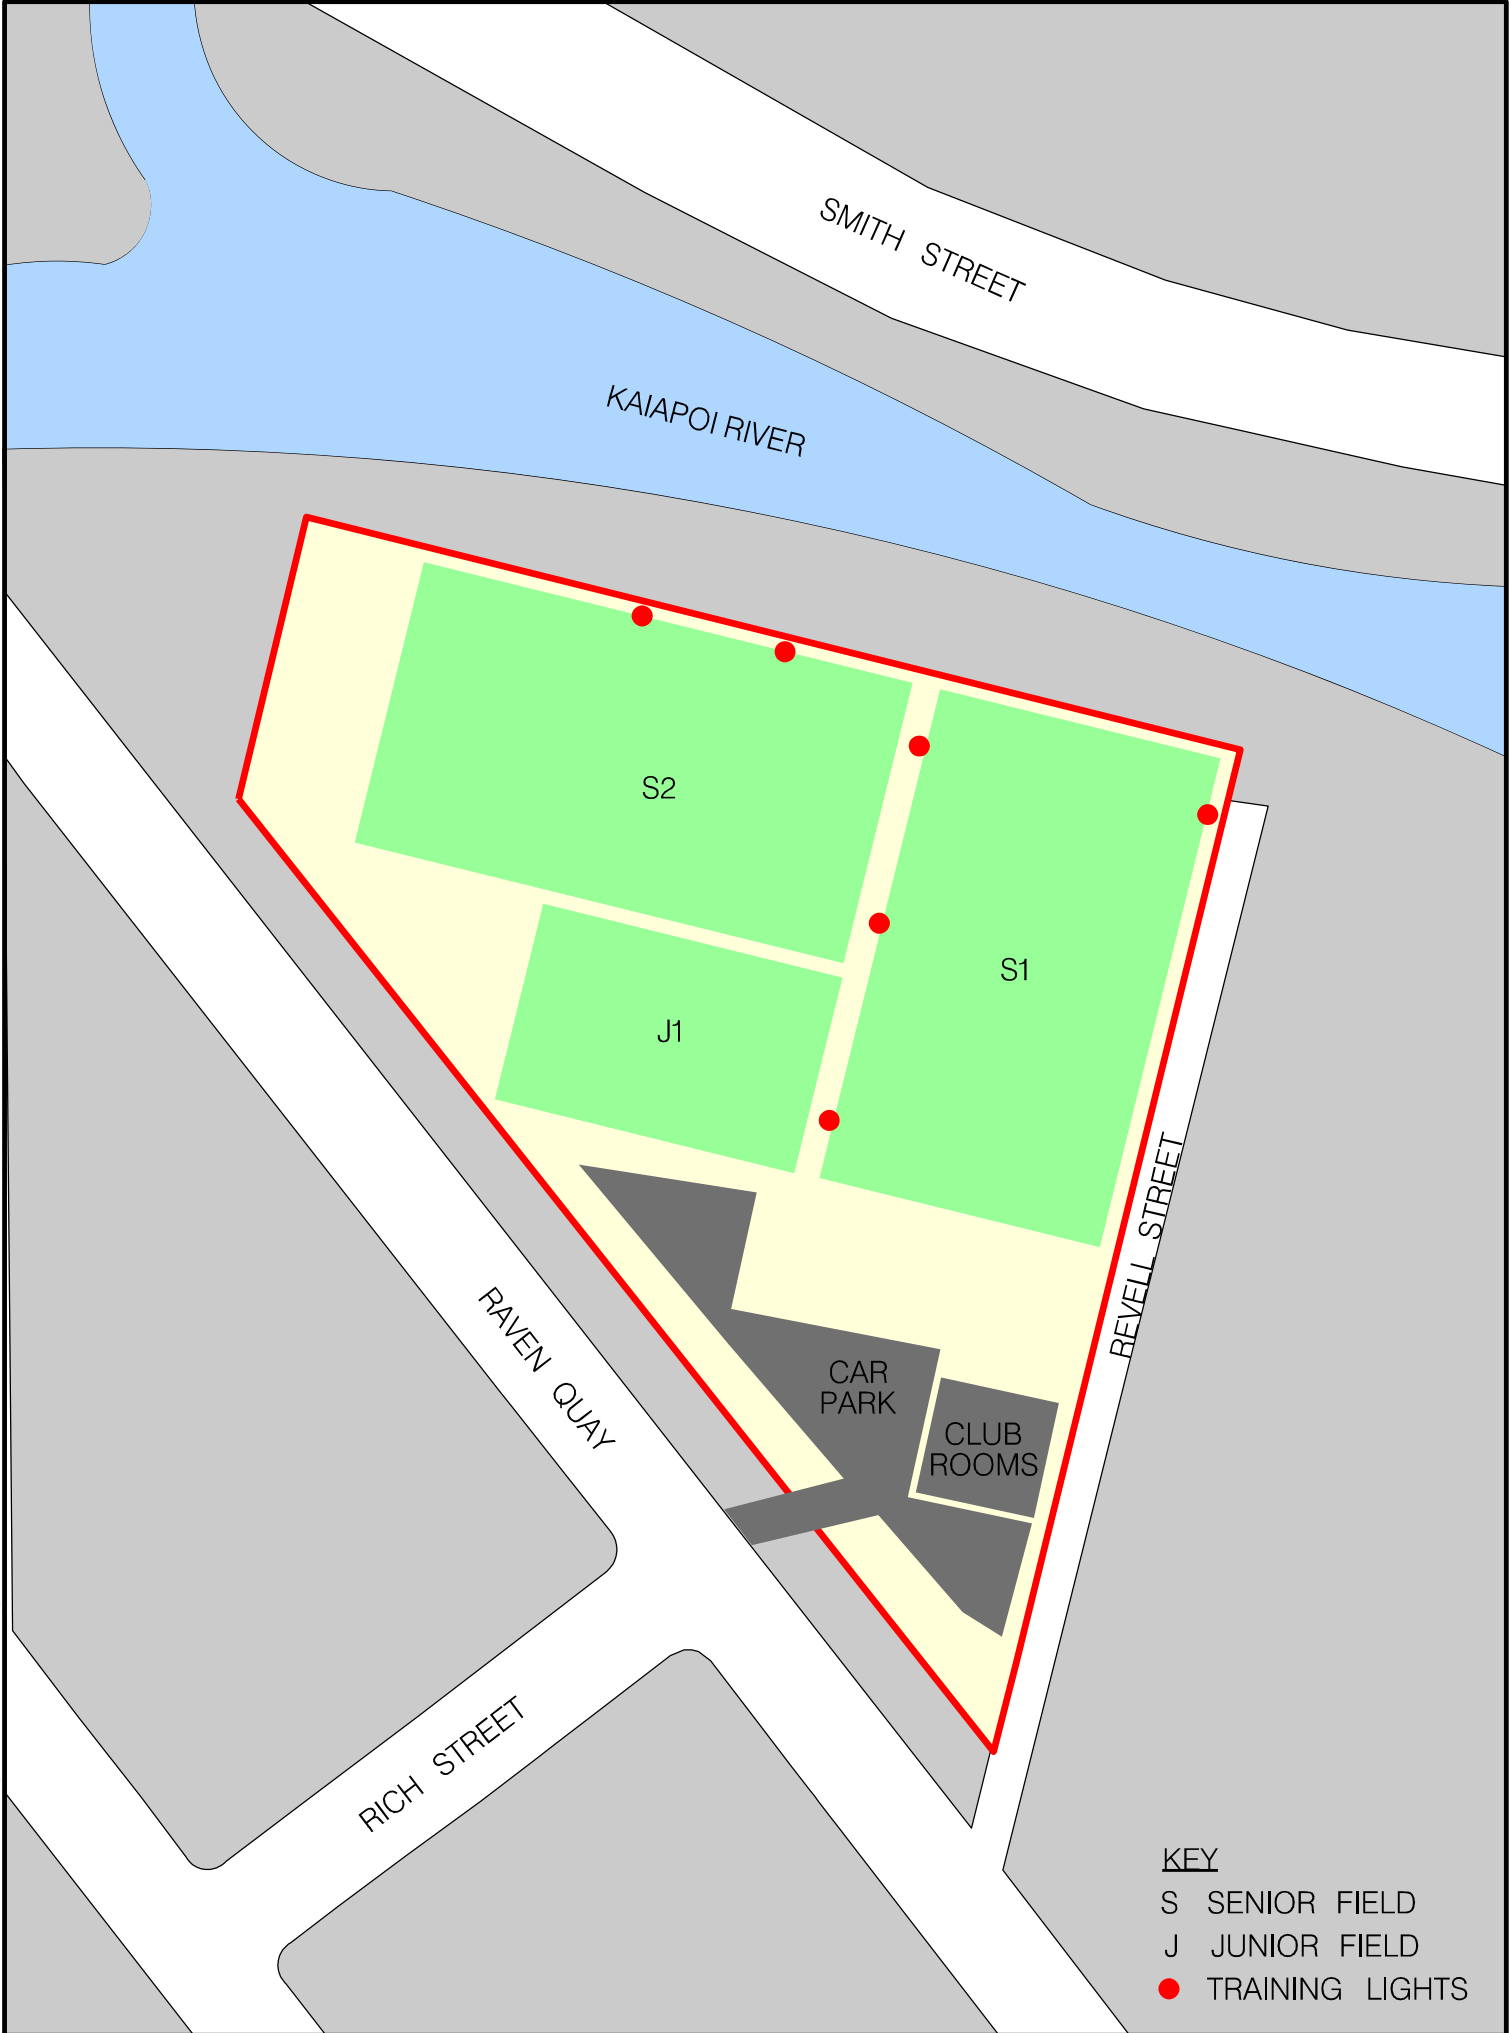 SMITH STREET
KAIAPOI RIVER
S2
S1
J1
REVELL STREET
RAVEN QUAY
CAR
PARK
CLUB
ROOMS
RICH STREET
KEY
S SENIOR FIELD
J JUNIOR FIELD
TRAINING LIGHTS